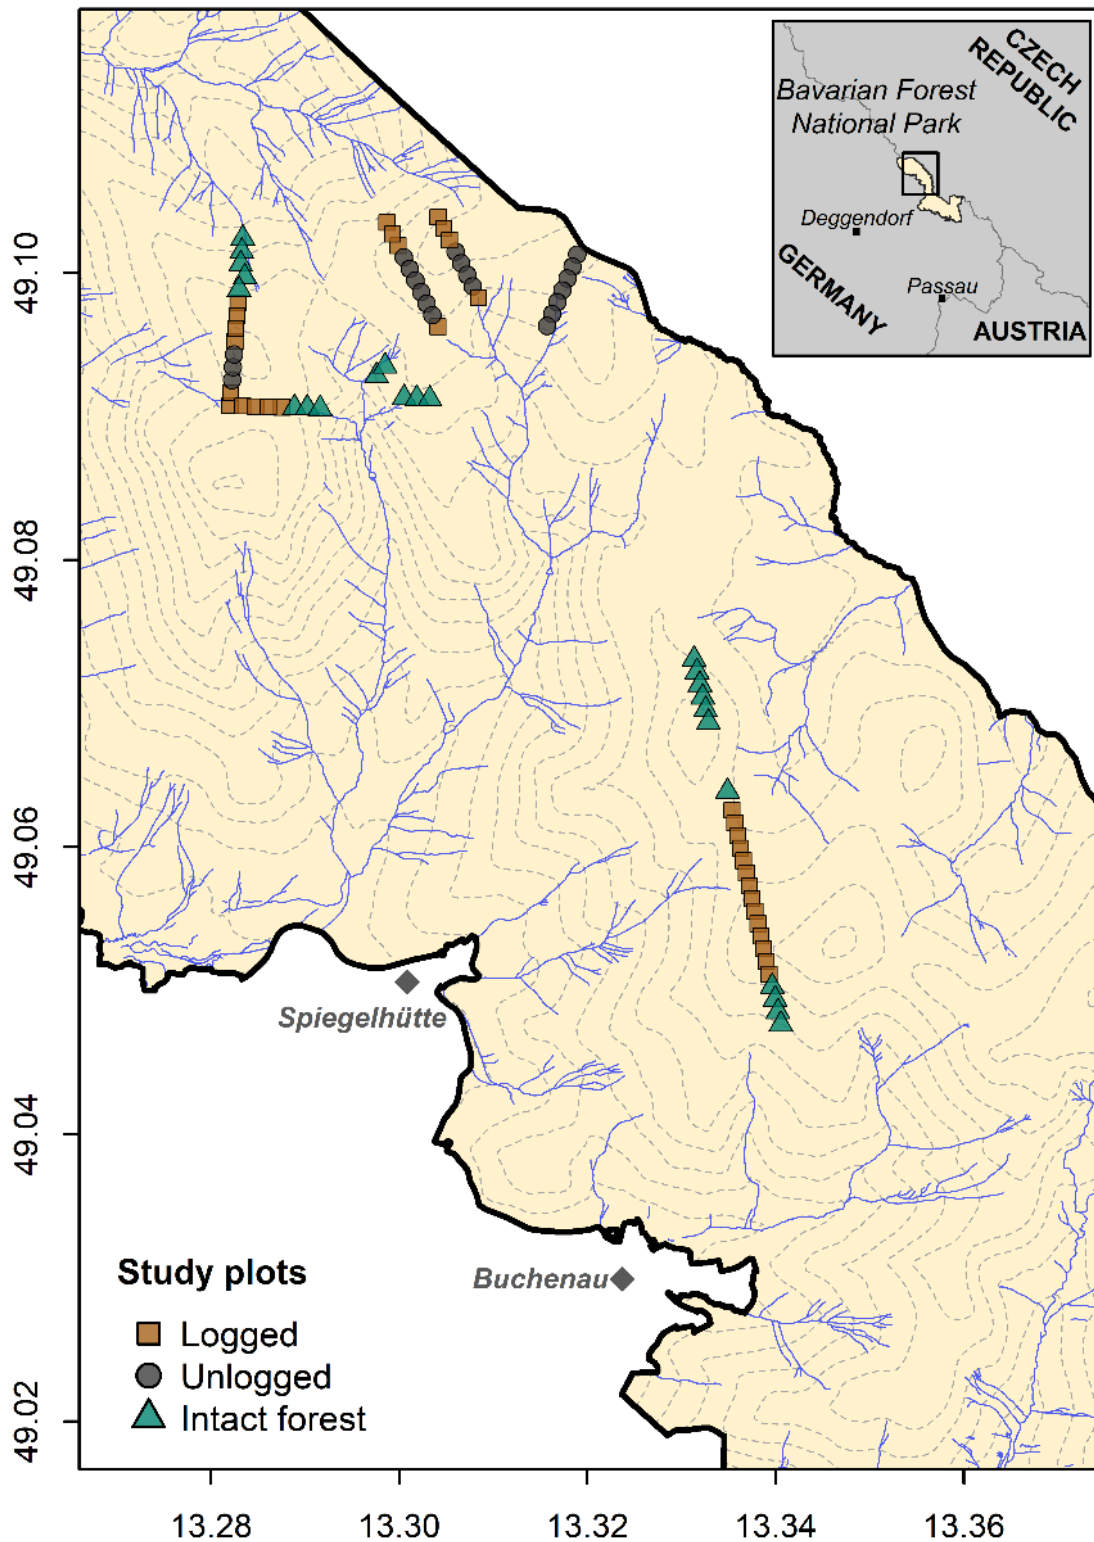 CZECH
REPUBLIC
Bavarian Forest
National Park
Deggendorf
GERMANY
Passau
AUSTRIA
49.10
49.08
49.06
49.04
49.02
Spiegelhütte
Buchenau
Study plots
Logged
Unlogged
Intact forest
13.28
13.30
13.32
13.34
13.36